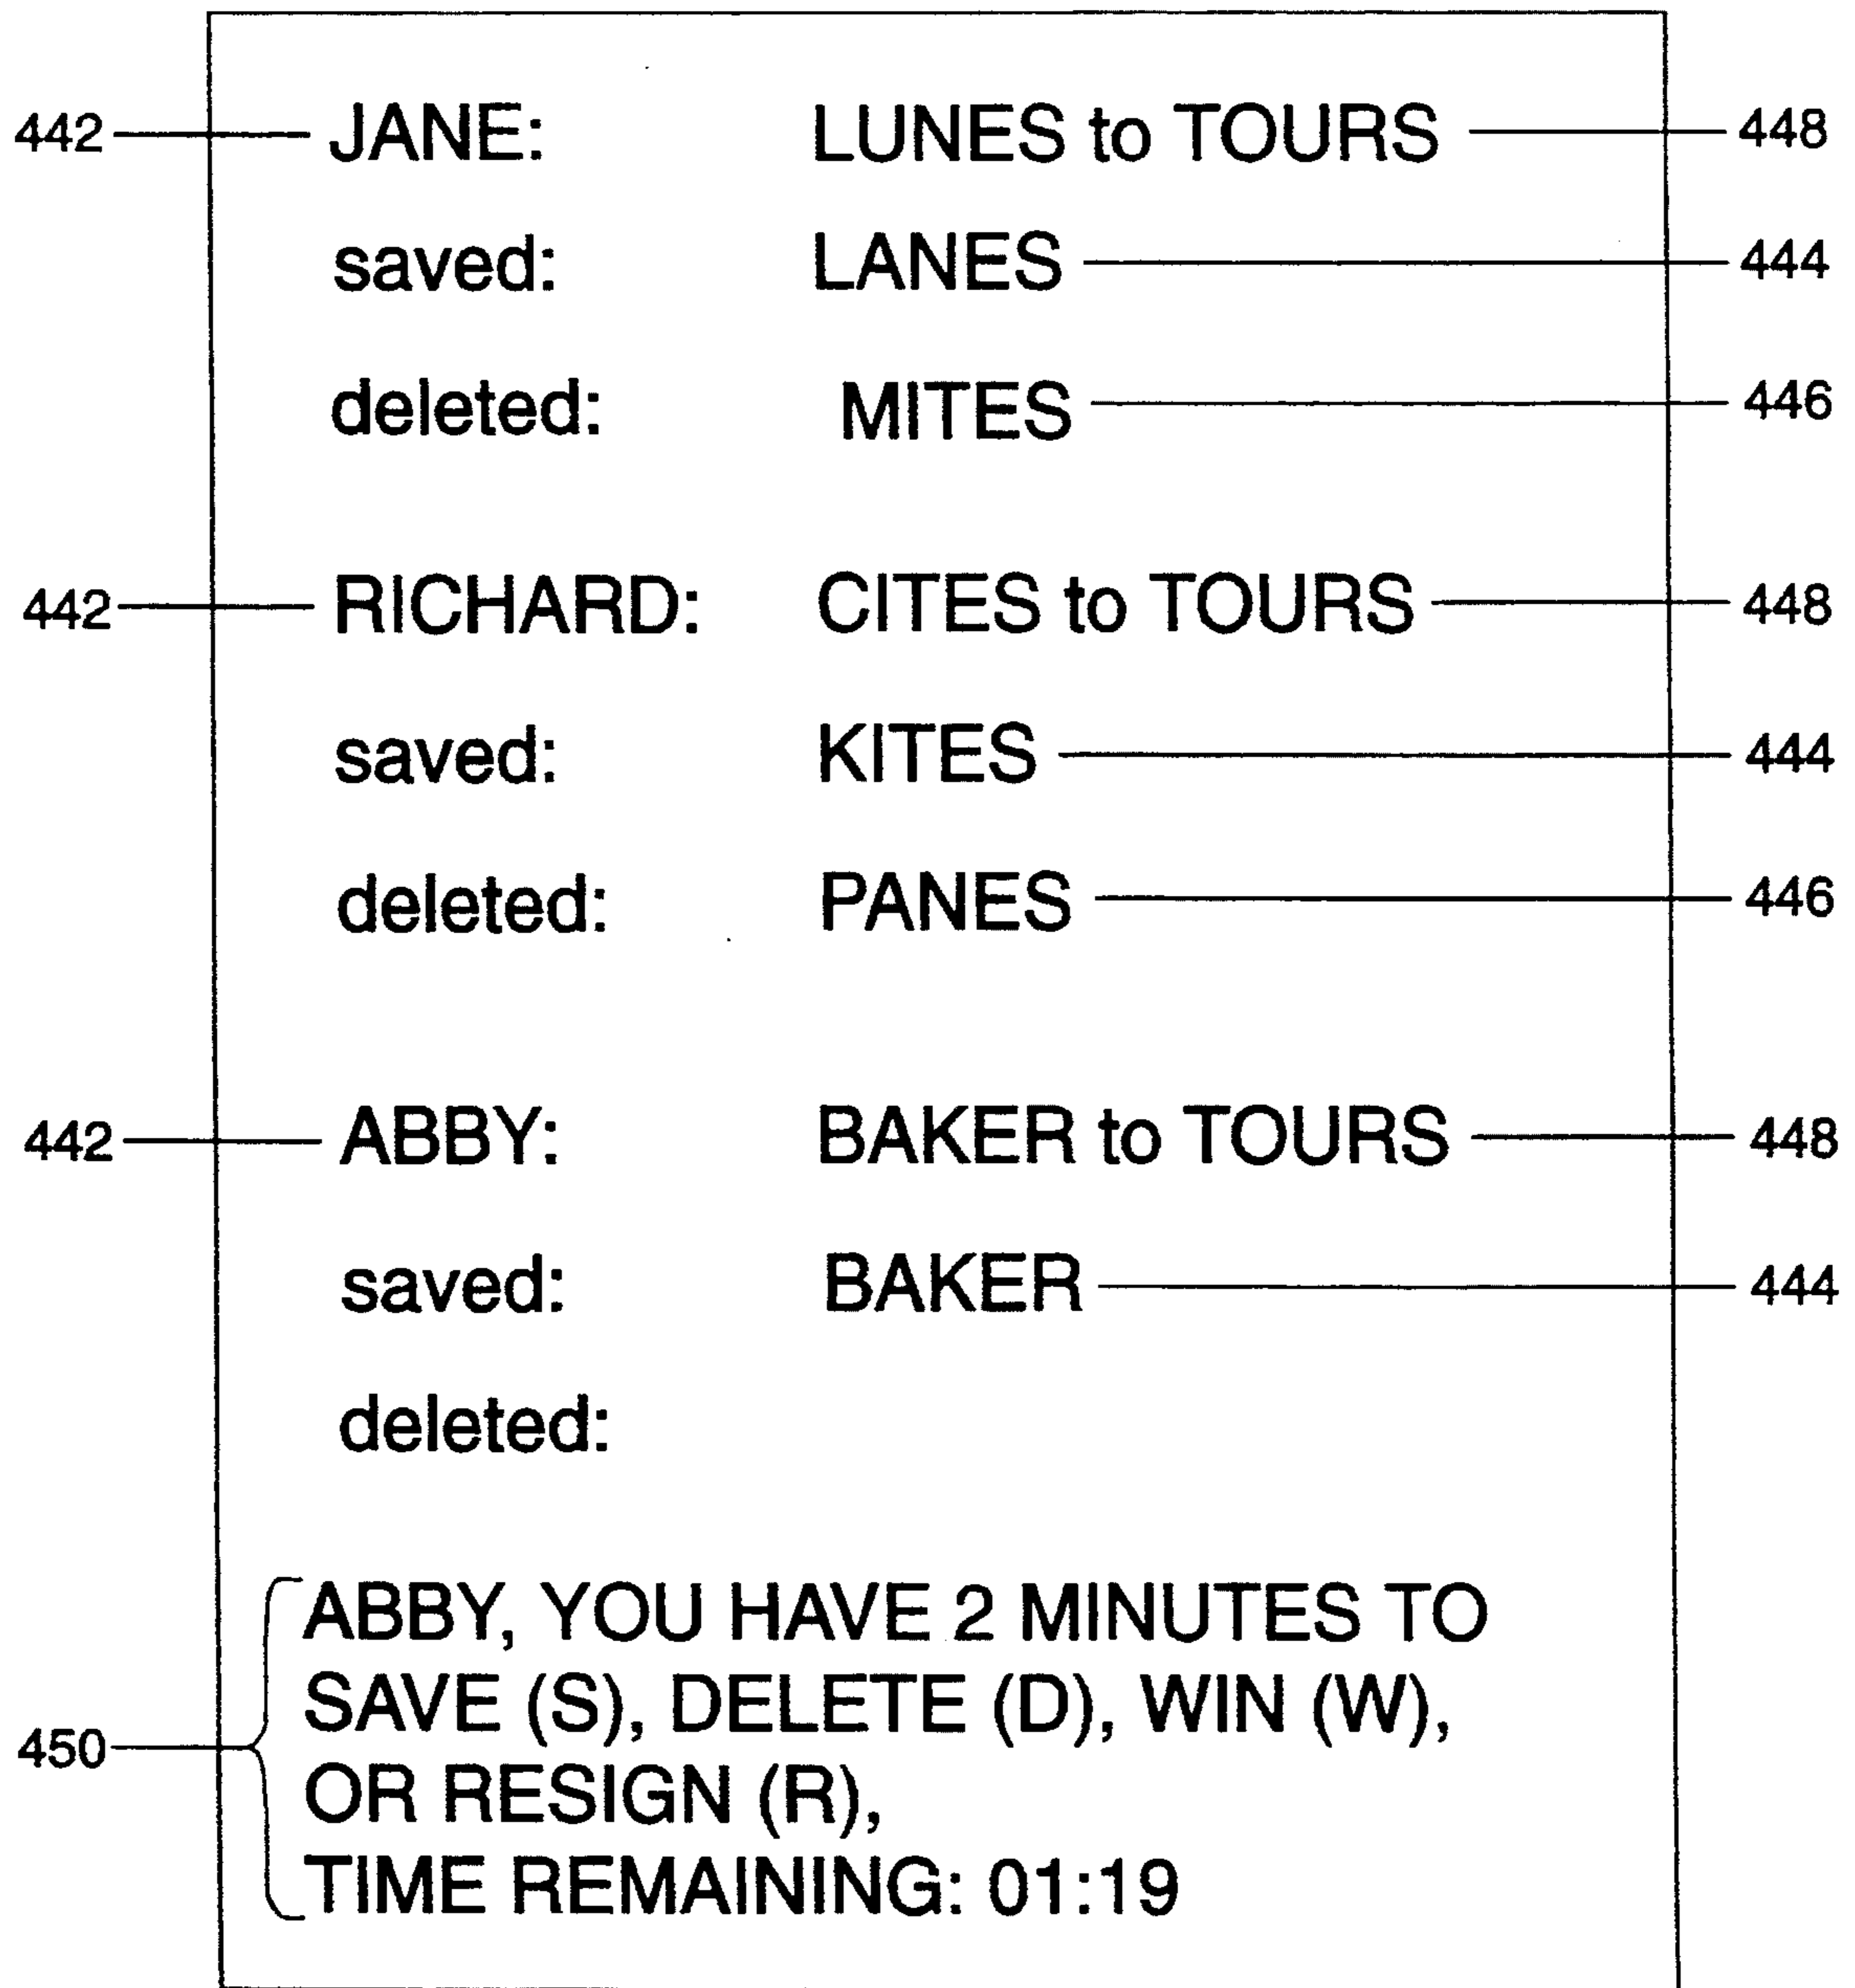 442 JANE: LUNES to TOURS 448
saved: LANES 444
deleted: MITES 446
442 RICHARD: CITES to TOURS 448
saved: KITES 444
deleted: PANES 446
442 ABBY: BAKER to TOURS 448
saved: BAKER 444
deleted:
ABBY, YOU HAVE 2 MINUTES TO
SAVE (S), DELETE (D), WIN (W),
450 OR RESIGN (R),
TIME REMAINING: 01:19